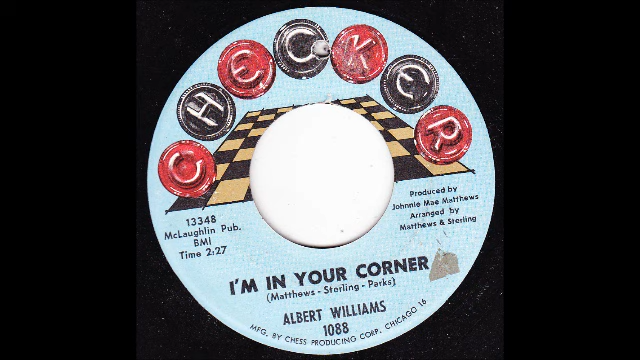 CHECKER
13348
McLaughlin Pub.
BMI
Time 2:27
Produced by
Johnnie Mae Matthews
Arranged by
Matthews & Sterling
I'M IN YOUR CORNER
(Matthews - Sterling - Parks)
ALBERT WILLIAMS
1088
MFG. BY CHESS PRODUCING CORP. CHICAGO 16